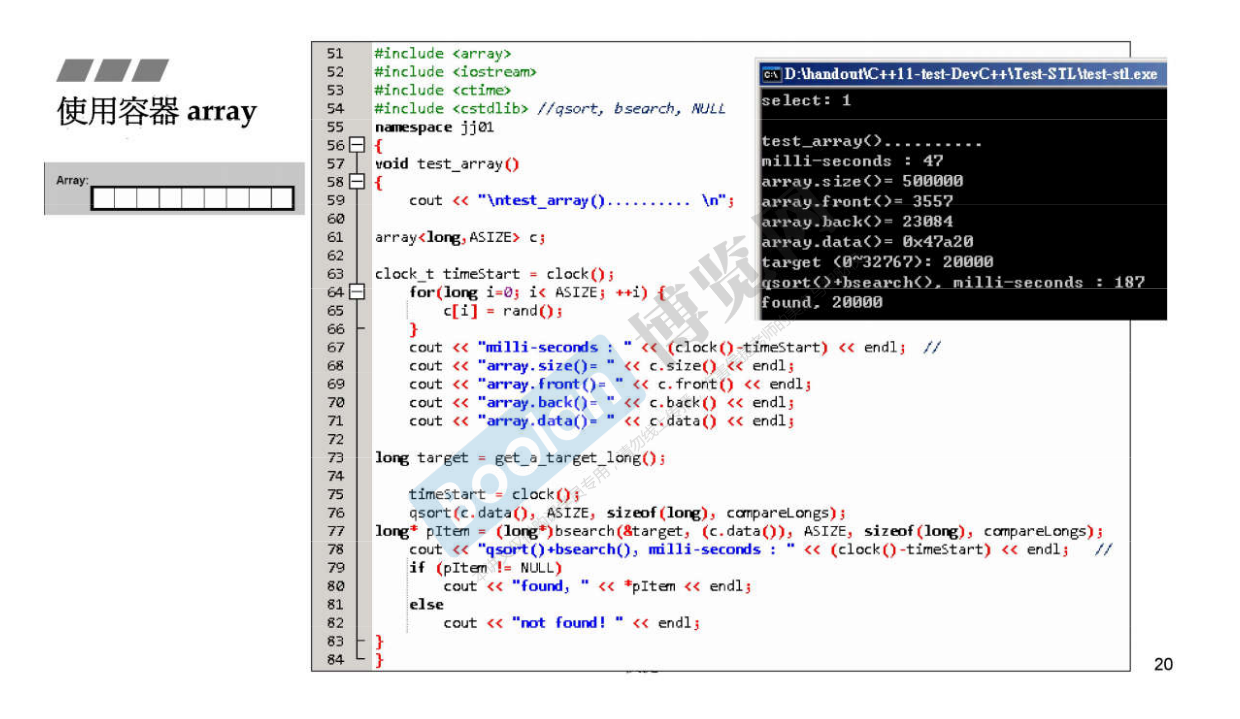 使用容器 array
Array:
51 #include <array>
52 #include <iostream>
53 #include <ctime>
54 #include <cstdlib> //qsort, bsearch, NULL
55 namespace jj01
56 {
57 void test_array()
58 {
59 cout << "\ntest_array().......... \n";
60
61 array<long,ASIZE> c;
62
63 clock_t timeStart = clock();
64 for(long i=0; i< ASIZE; ++i) {
65 c[i] = rand();
66 }
67 cout << "milli-seconds : " << (clock()-timeStart) << endl; //
68 cout << "array.size()= " << c.size() << endl;
69 cout << "array.front()= " << c.front() << endl;
70 cout << "array.back()= " << c.back() << endl;
71 cout << "array.data()= " << c.data() << endl;
72
73 long target = get_a_target_long();
74
75 timeStart = clock();
76 qsort(c.data(), ASIZE, sizeof(long), compareLongs);
77 long* pItem = (long*)bsearch(&target, (c.data()), ASIZE, sizeof(long), compareLongs);
78 cout << "qsort()+bsearch(), milli-seconds : " << (clock()-timeStart) << endl; //
79 if (pItem != NULL)
80 cout << "found, " << *pItem << endl;
81 else
82 cout << "not found! " << endl;
83 }
84 }
D:\handout\C++11-test-DevC++\Test-STL\test-stl.exe
select: 1
test_array()..........
milli-seconds : 47
array.size()= 500000
array.front()= 3557
array.back()= 23084
array.data()= 0x47a20
target (0~32767): 20000
qsort()+bsearch(), milli-seconds : 187
found, 20000
Boolan 博览网
20